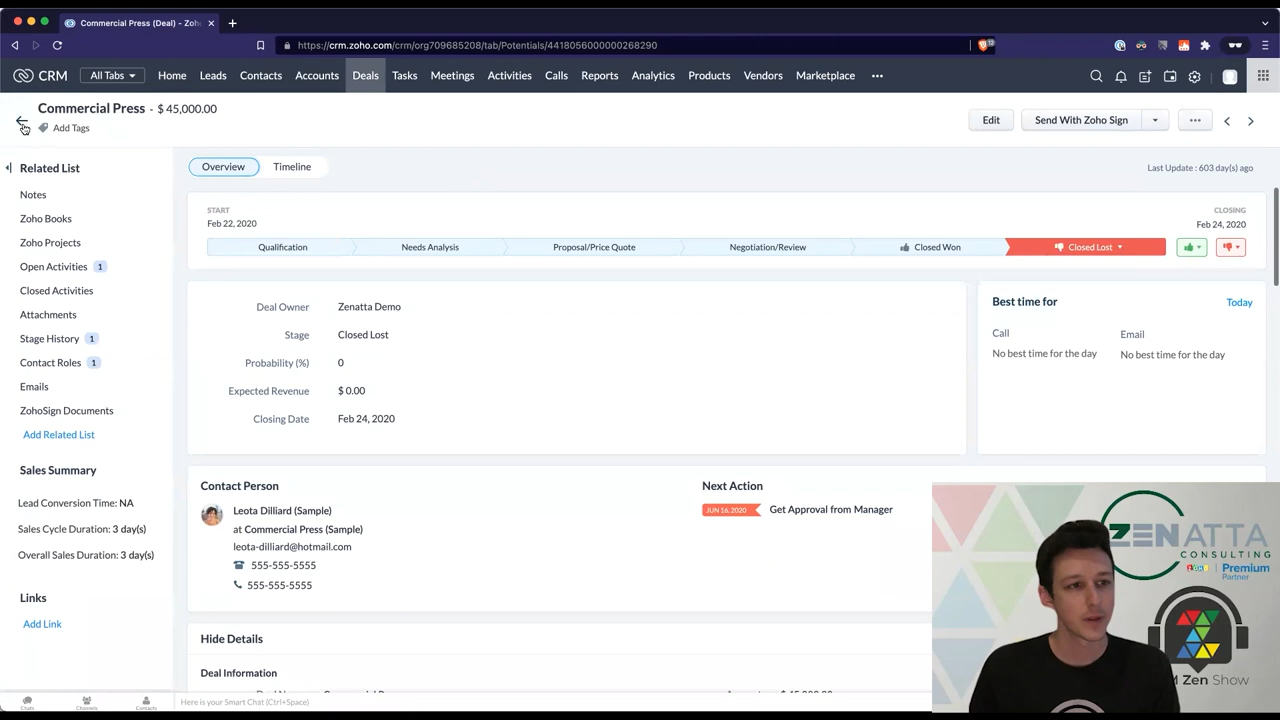 Commercial Press (Deal) - Zoho
https://crm.zoho.com/crm/org709685208/tab/Potentials/4418056000000268290
CRM
All Tabs
Home
Leads
Contacts
Accounts
Deals
Tasks
Meetings
Activities
Calls
Reports
Analytics
Products
Vendors
Marketplace
Commercial Press - $ 45,000.00
Add Tags
Edit
Send With Zoho Sign
Related List
Notes
Zoho Books
Zoho Projects
Open Activities 1
Closed Activities
Attachments
Stage History 1
Contact Roles 1
Emails
ZohoSign Documents
Add Related List
Sales Summary
Lead Conversion Time: NA
Sales Cycle Duration: 3 day(s)
Overall Sales Duration: 3 day(s)
Links
Add Link
Overview
Timeline
Last Update : 603 day(s) ago
START
Feb 22, 2020
CLOSING
Feb 24, 2020
Qualification
Needs Analysis
Proposal/Price Quote
Negotiation/Review
Closed Won
Closed Lost
Deal Owner Zenatta Demo
Stage Closed Lost
Probability (%) 0
Expected Revenue $ 0.00
Closing Date Feb 24, 2020
Best time for
Today
Call
No best time for the day
Email
No best time for the day
Contact Person
Leota Dilliard (Sample)
at Commercial Press (Sample)
leota-dilliard@hotmail.com
555-555-5555
555-555-5555
Next Action
JUN 16, 2020 Get Approval from Manager
Hide Details
Deal Information
ZENATTA
CONSULTING
ZOHO Premium
Partner
M Zen Show
Chats
Channels
Contacts
Here is your Smart Chat (Ctrl+Space)